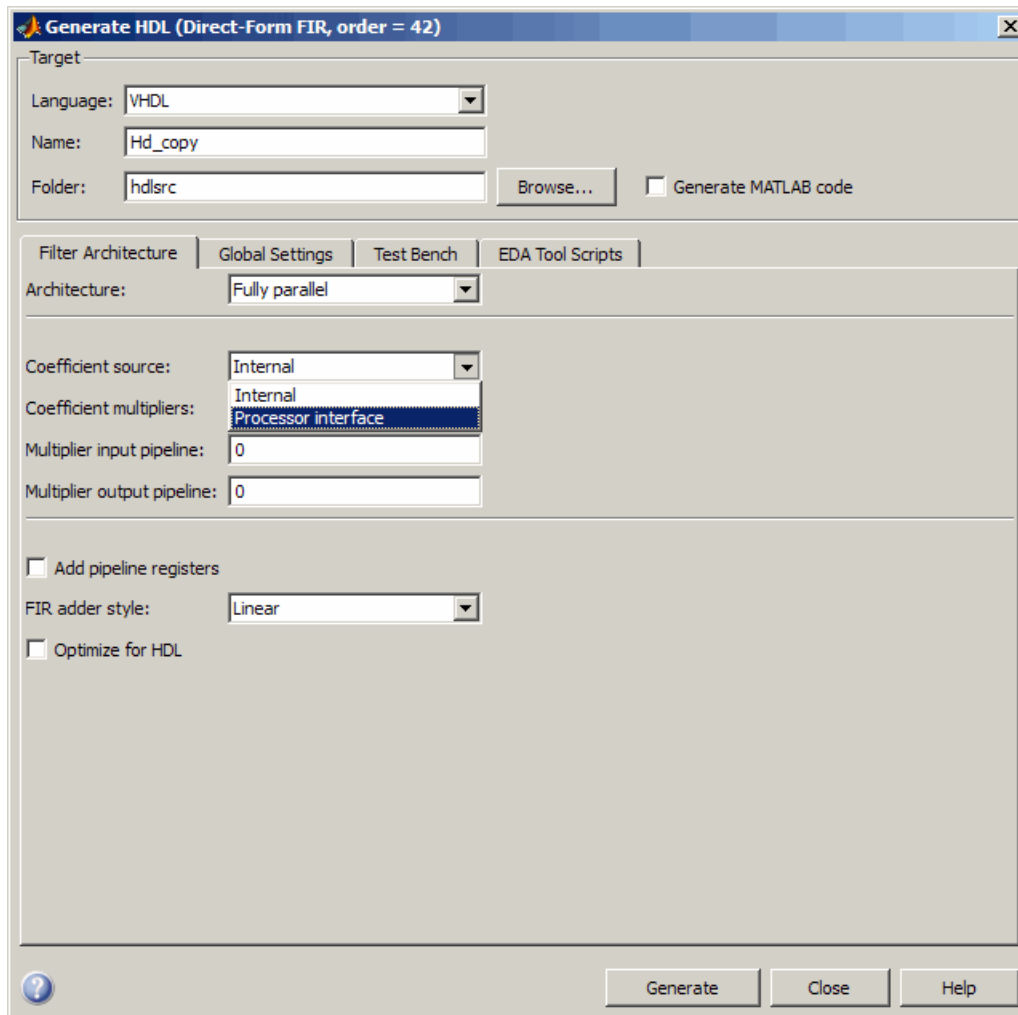 Generate HDL (Direct-Form FIR, order = 42)
Target
Language: VHDL
Name: Hd_copy
Folder: hdlsrc Browse... Generate MATLAB code
Filter Architecture Global Settings Test Bench EDA Tool Scripts
Architecture: Fully parallel
Coefficient source: Internal
Internal
Coefficient multipliers: Processor interface
Multiplier input pipeline: 0
Multiplier output pipeline: 0
Add pipeline registers
FIR adder style: Linear
Optimize for HDL
? Generate Close Help